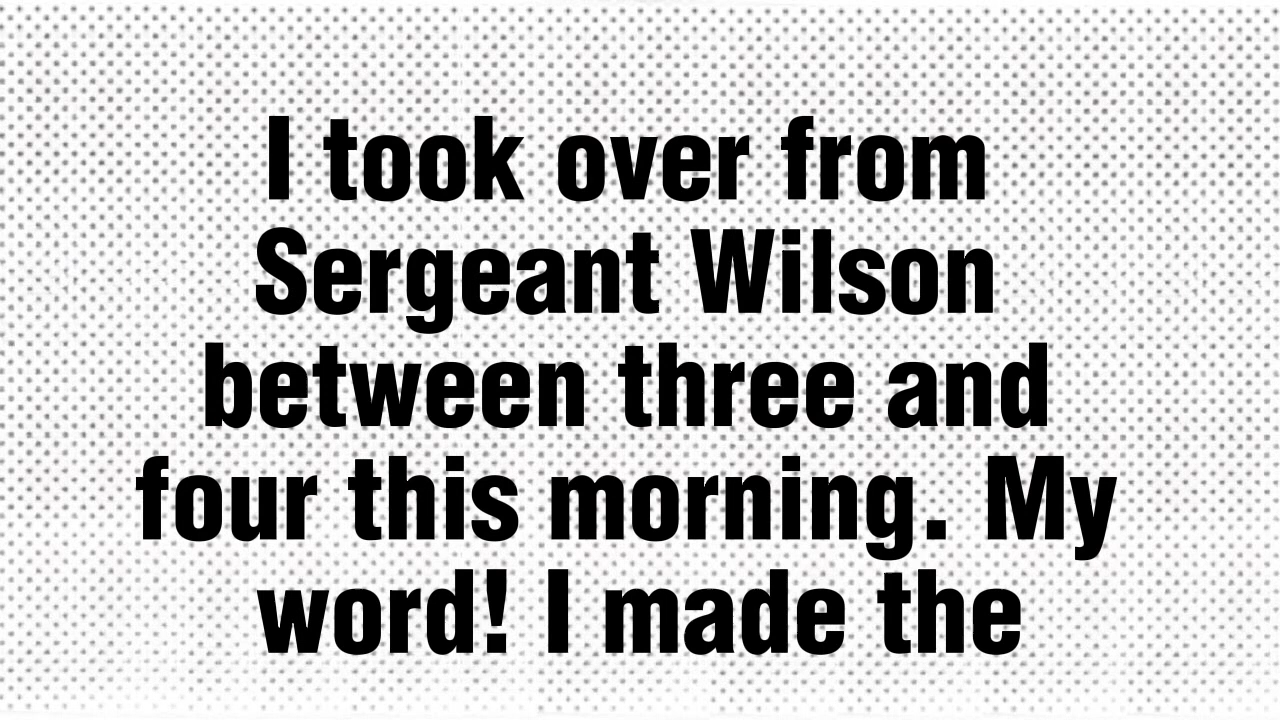 I took over from
Sergeant Wilson
between three and
four this morning. My
word! I made the